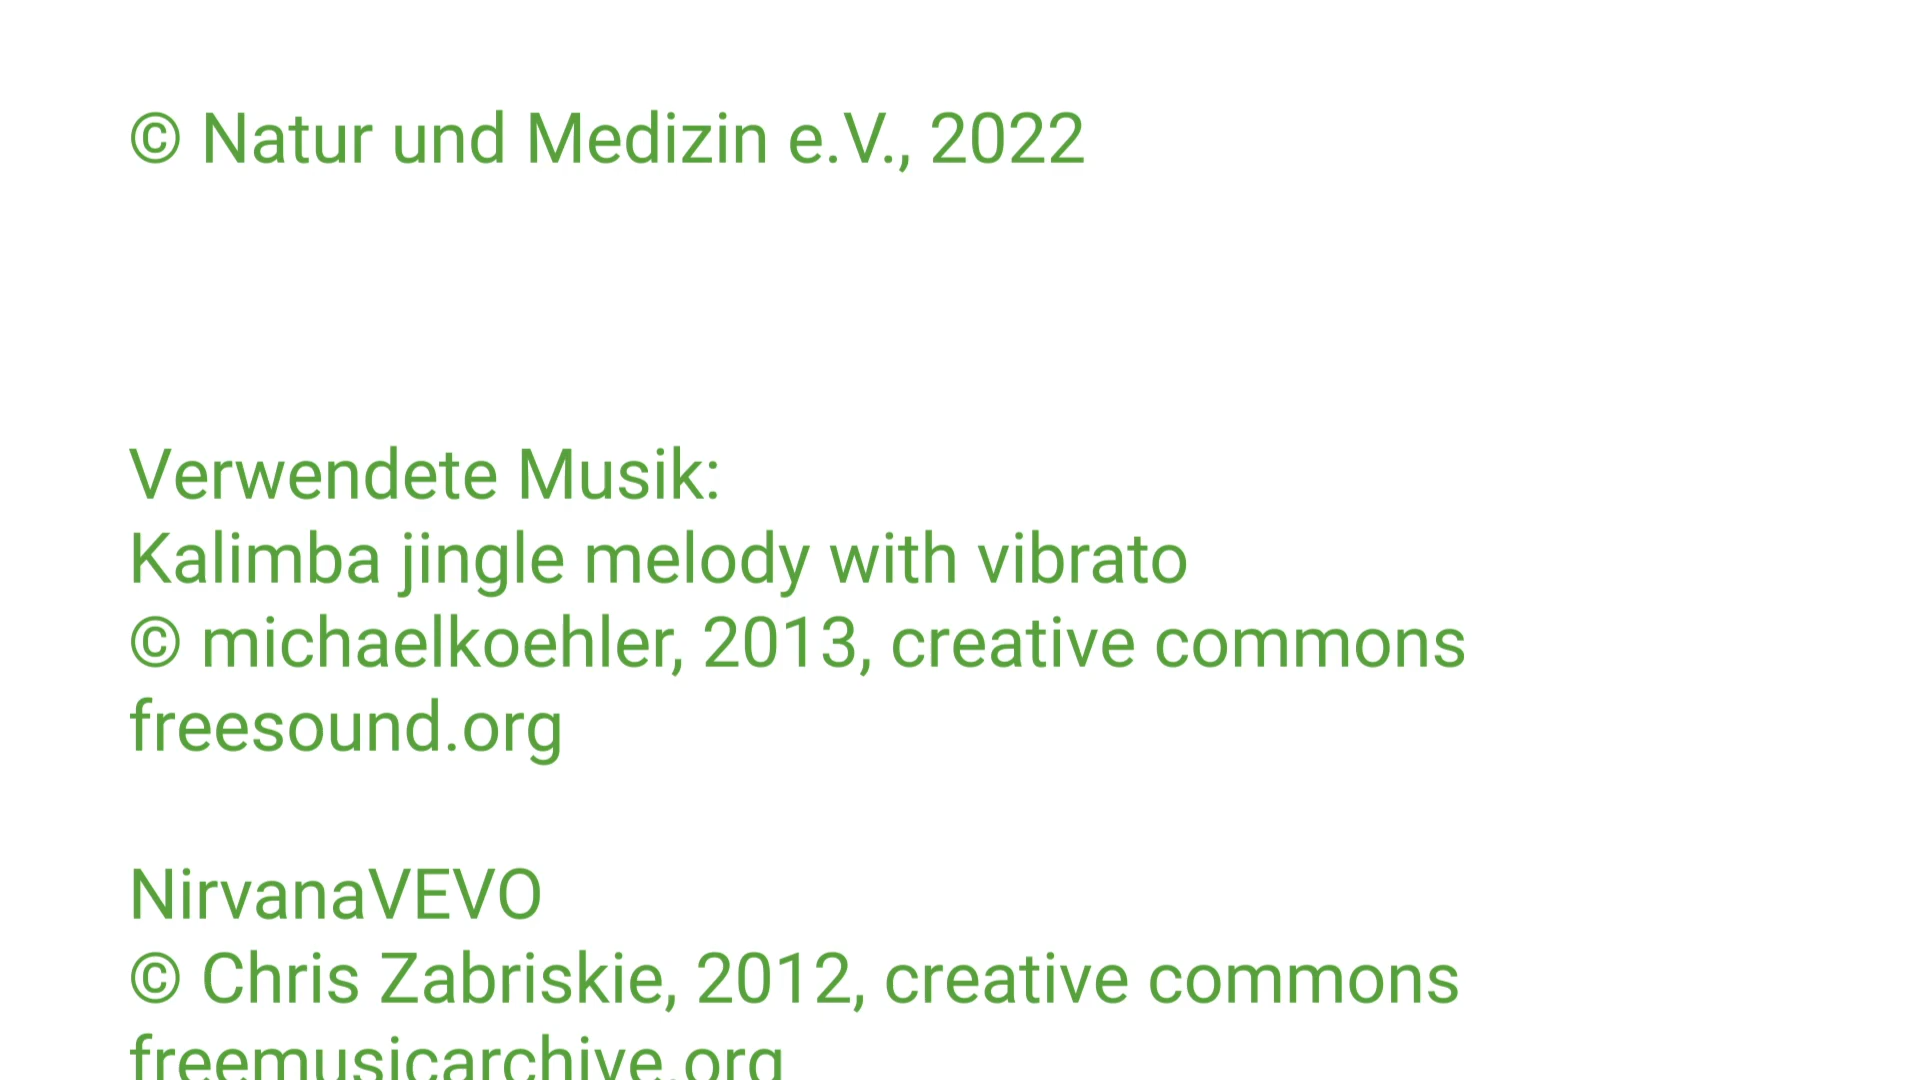 © Natur und Medizin e.V., 2022
Verwendete Musik:
Kalimba jingle melody with vibrato
© michaelkoehler, 2013, creative commons
freesound.org
NirvanaVEVO
© Chris Zabriskie, 2012, creative commons
freemusicarchive.org